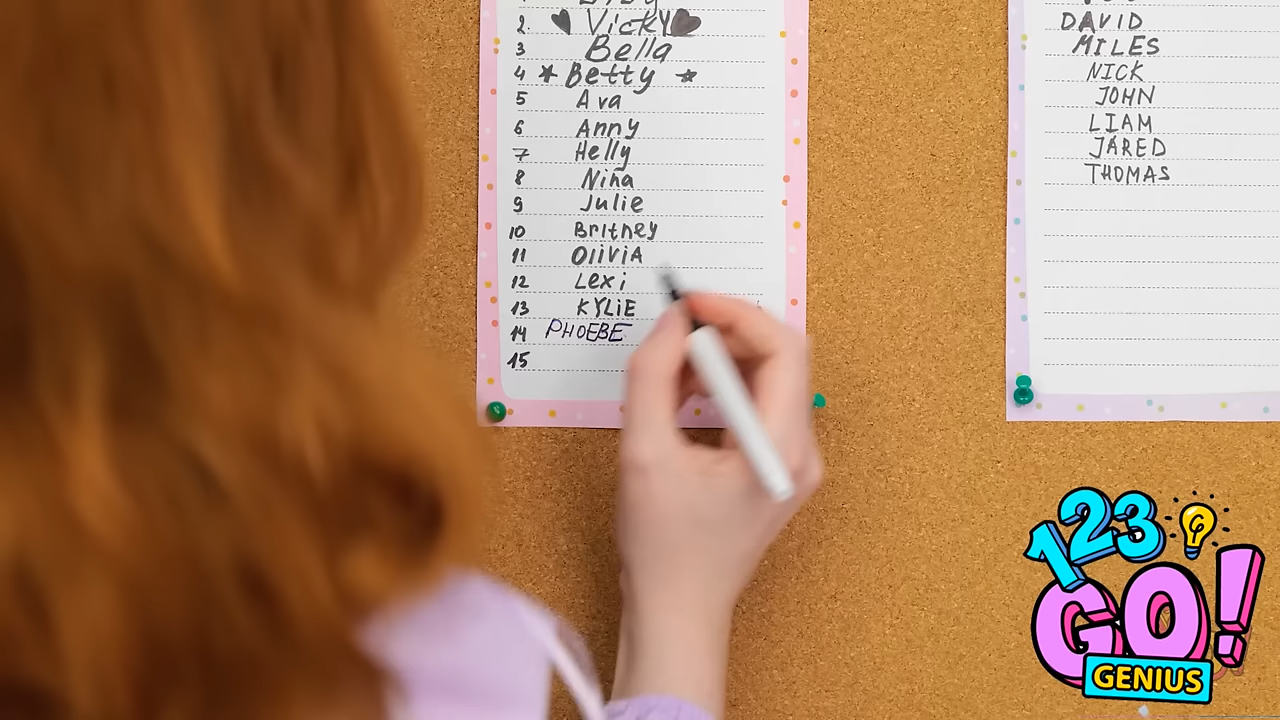 2. Vicky
3 Bella
4 Betty
5 Ava
6 Anny
7 Helly
8 Nina
9 Julie
10 Britney
11 OliviA
12 Lexi
13 KYLiE
14 PHOEBE
15
DAVID
MILES
NICK
JOHN
LIAM
JARED
THOMAS
123
GO!
GENIUS